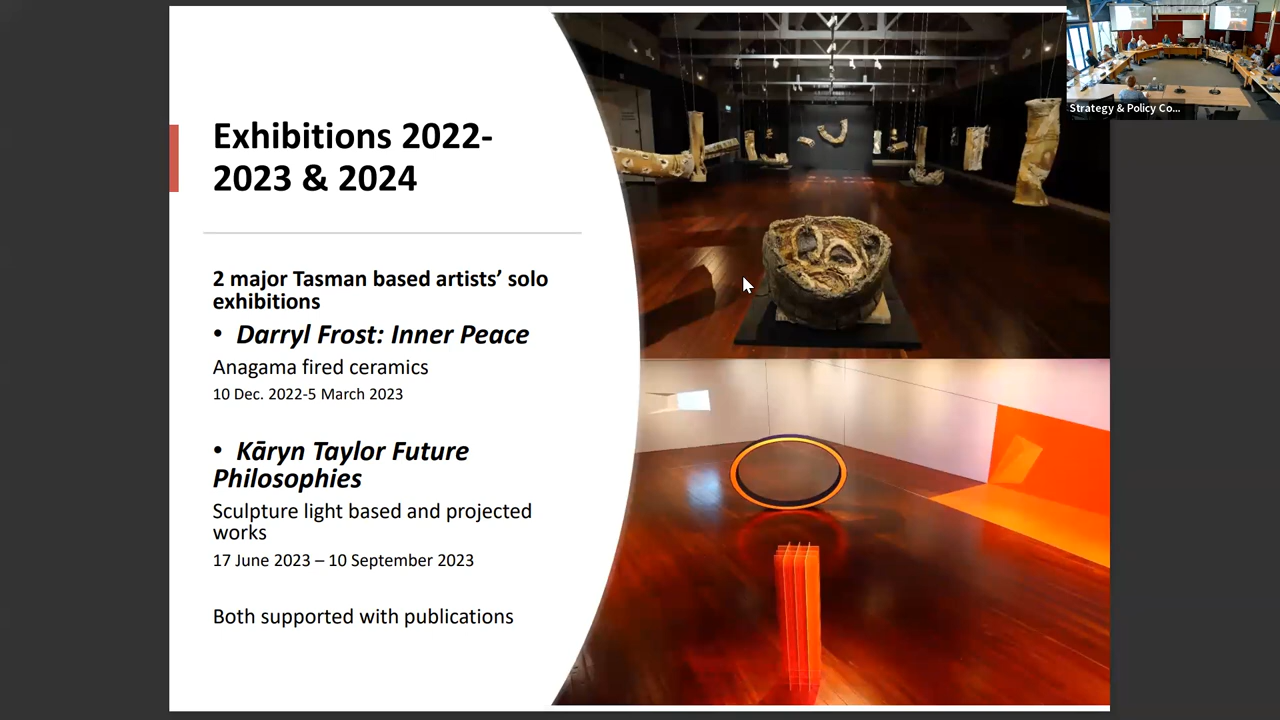 Exhibitions 2022-
2023 & 2024
2 major Tasman based artists’ solo
exhibitions
• Darryl Frost: Inner Peace
Anagama fired ceramics
10 Dec. 2022-5 March 2023
• Kāryn Taylor Future
Philosophies
Sculpture light based and projected
works
17 June 2023 – 10 September 2023
Both supported with publications
Strategy & Policy Co...